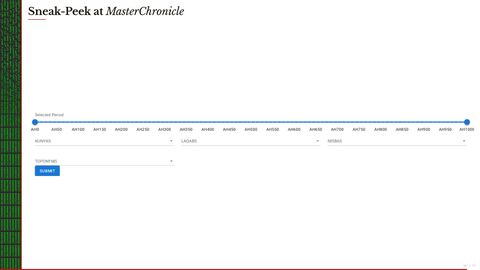 Sneak-Peek at MasterChronicle
Selected Period
AH0 AH50 AH100 AH150 AH200 AH250 AH300 AH350 AH400 AH450 AH500 AH550 AH600 AH650 AH700 AH750 AH800 AH850 AH900 AH950 AH1000
KUNYAS LAQABS NISBAS
TOPONYMS
SUBMIT